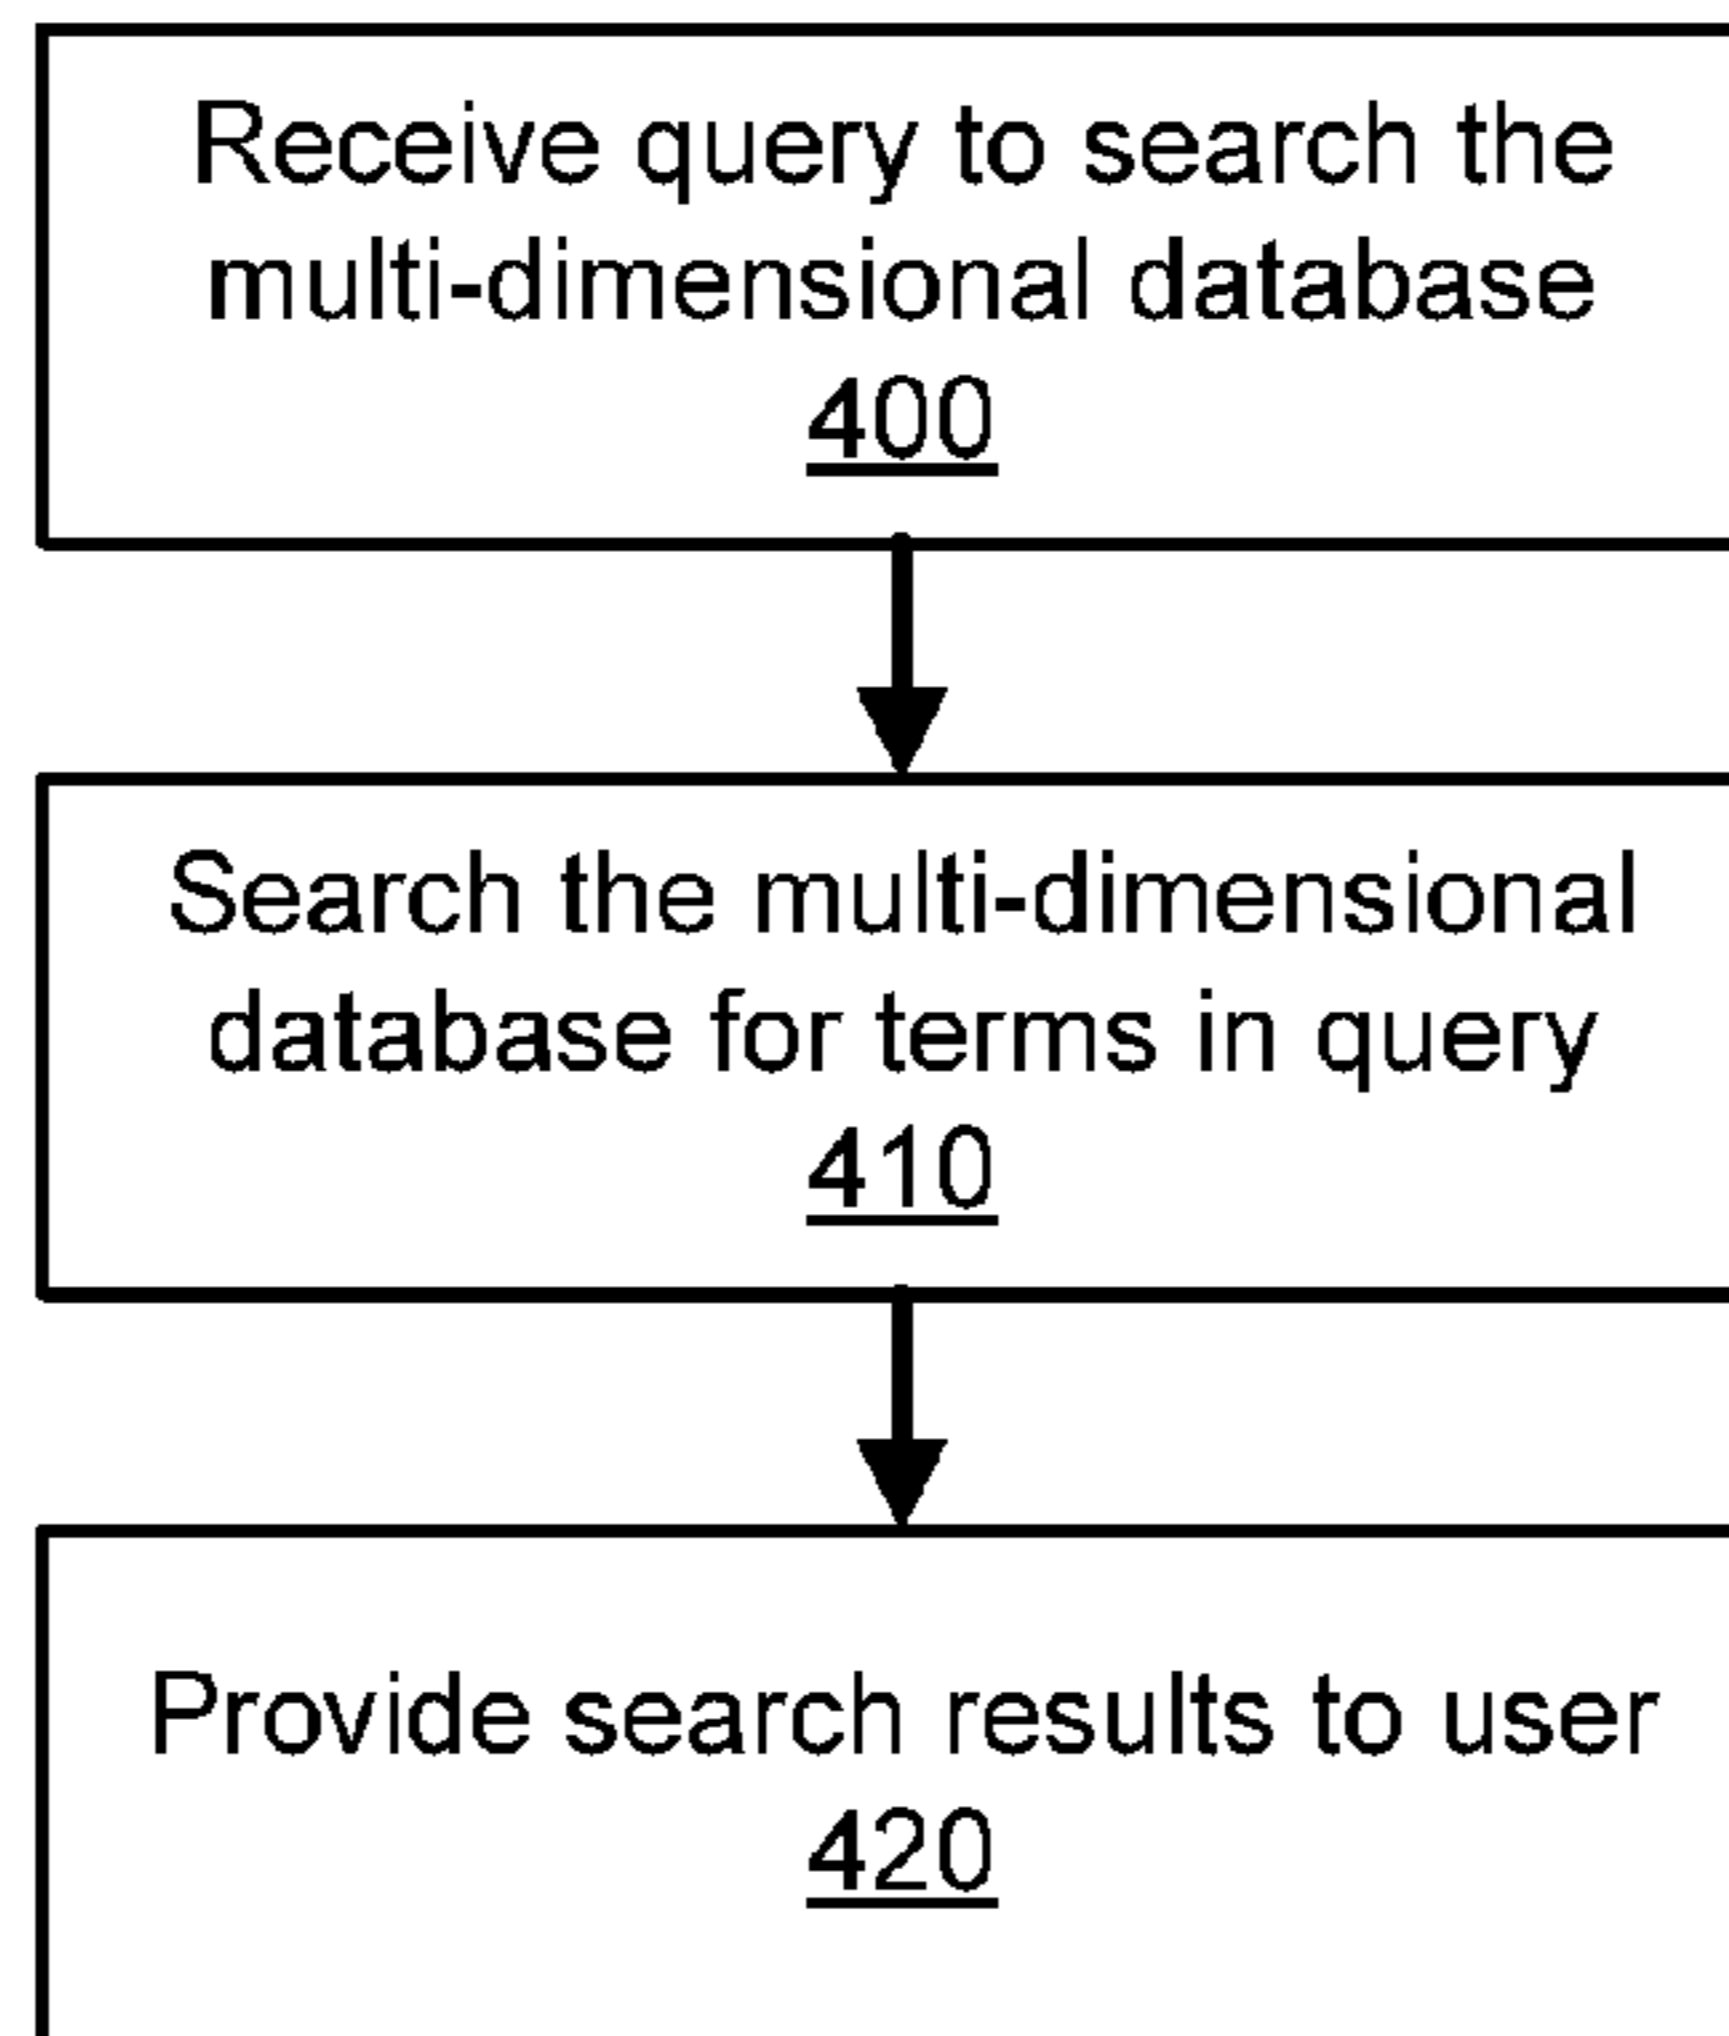 Receive query to search the
multi-dimensional database
400
Search the multi-dimensional
database for terms in query
410
Provide search results to user
420